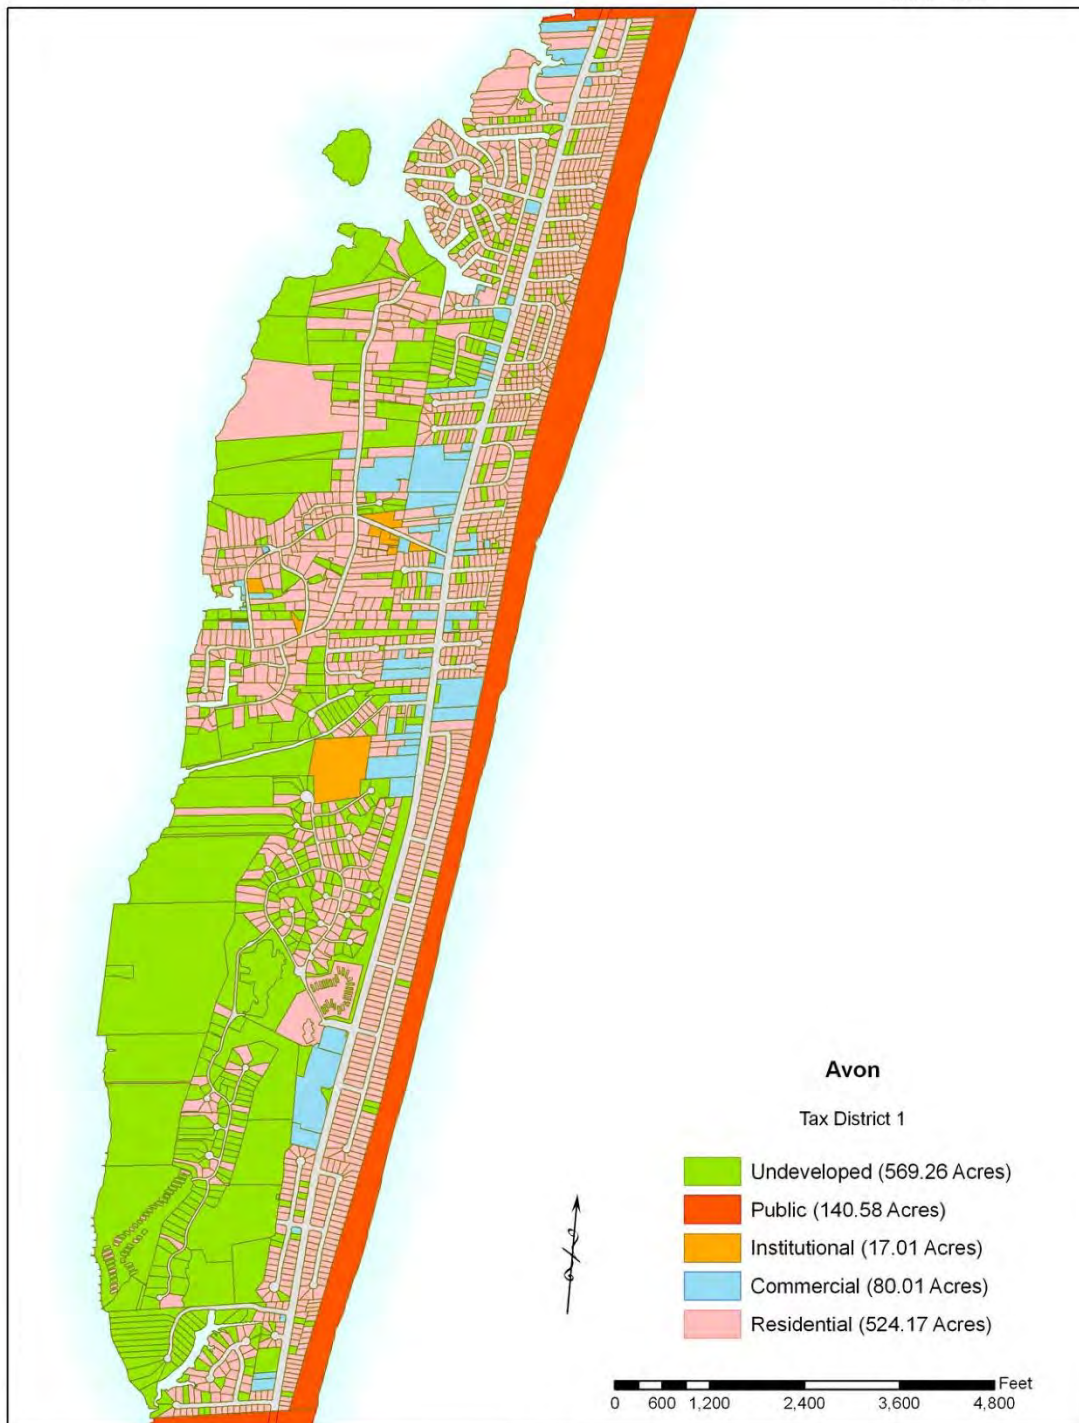 Avon
Tax District 1
Undeveloped (569.26 Acres)
Public (140.58 Acres)
Institutional (17.01 Acres)
Commercial (80.01 Acres)
Residential (524.17 Acres)
Feet
0 600 1,200 2,400 3,600 4,800